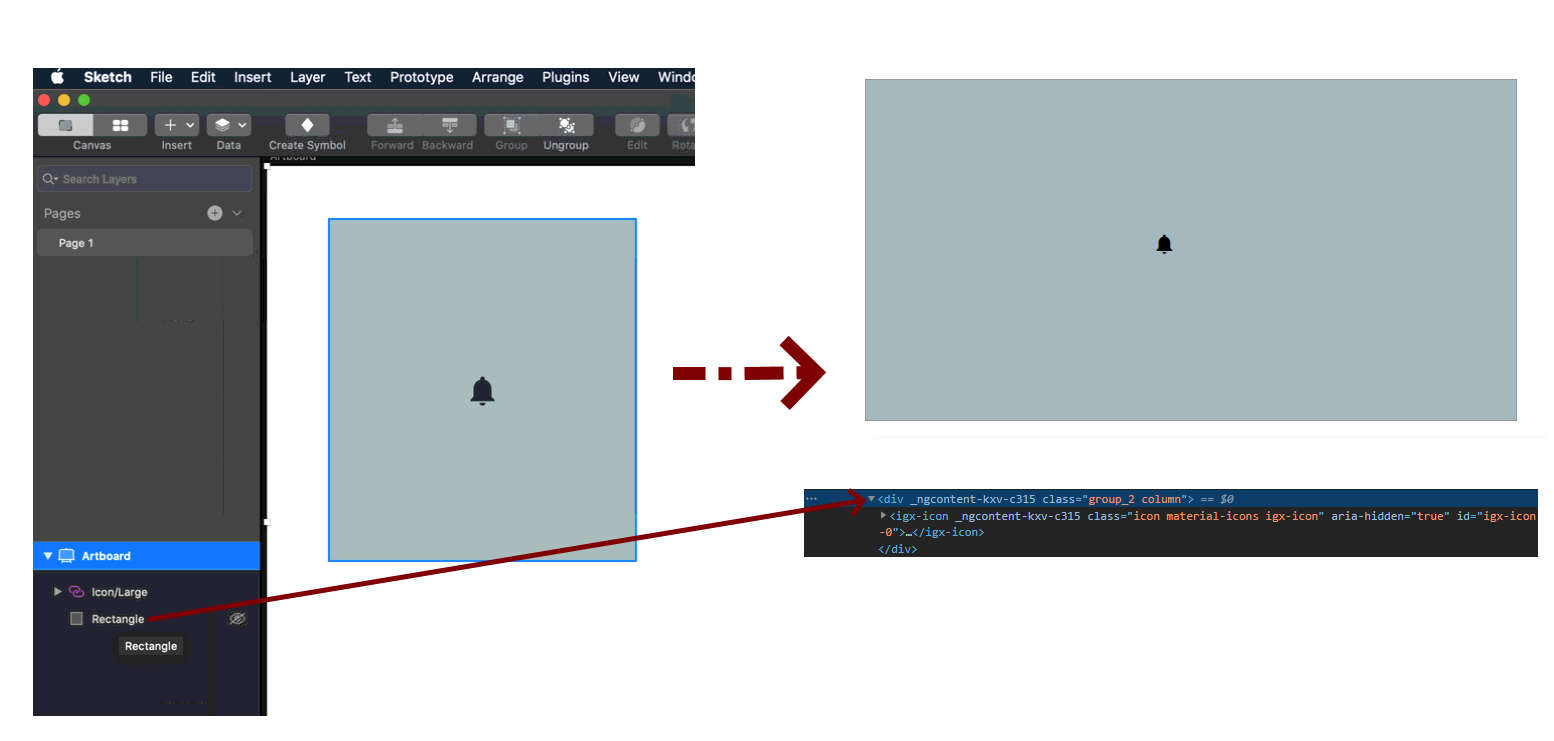 Sketch File Edit Insert Layer Text Prototype Arrange Plugins View Windo
Canvas Insert Data Create Symbol Forward Backward Group Ungroup Edit Rota
Artboard
Search Layers
Pages
Page 1
Artboard
Icon/Large
Rectangle
Rectangle
<div _ngcontent-kxv-c315 class="group_2 column"> == $0
<igx-icon _ngcontent-kxv-c315 class="icon material-icons igx-icon" aria-hidden="true" id="igx-icon
-0">…</igx-icon>
</div>